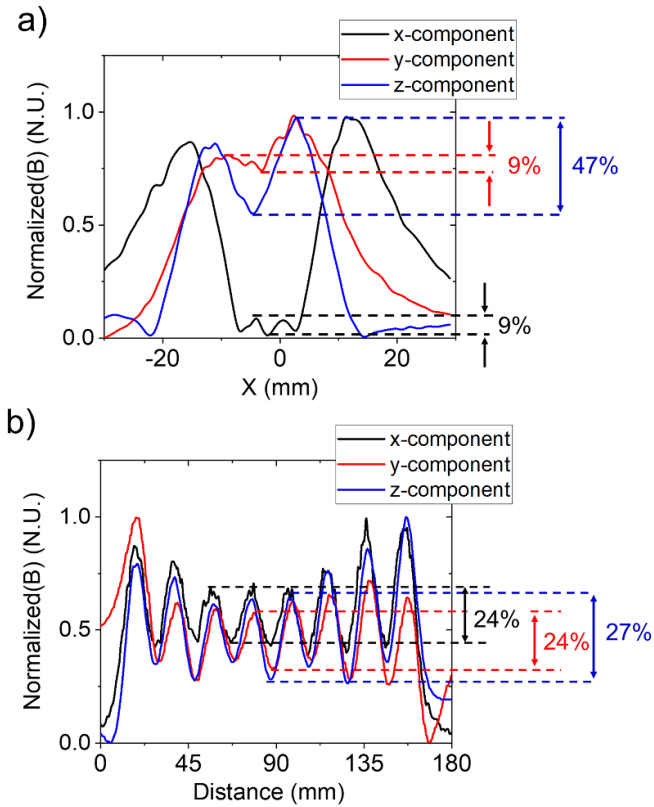 a)
x-component
y-component
z-component
1.0
0.5
0.0
Normalized(B) (N.U.)
9%
47%
9%
-20
0
20
X (mm)
b)
x-component
y-component
z-component
1.0
0.5
0.0
Normalized(B) (N.U.)
24%
24%
27%
0
45
90
135
180
Distance (mm)